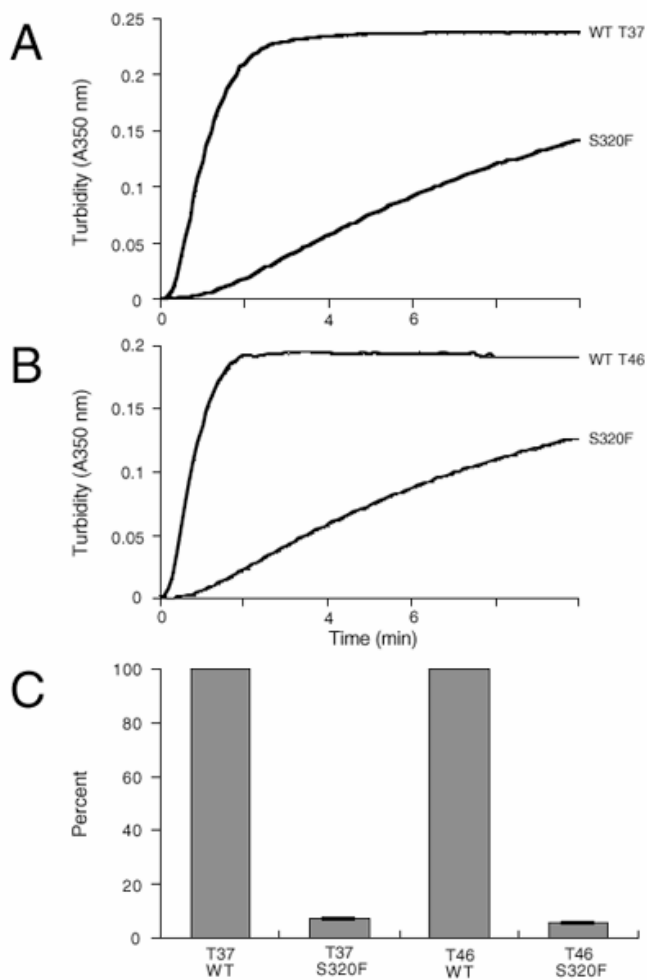 A
Turbidity (A350 nm)
0.25
0.2
0.15
0.1
0.05
0
WT T37
S320F
0 4 6
B
Turbidity (A350 nm)
0.2
0.15
0.1
0.05
0
WT T46
S320F
0 4 6
Time (min)
C
Percent
100
80
60
40
20
0
T37 T37 T46 T46
WT S320F WT S320F